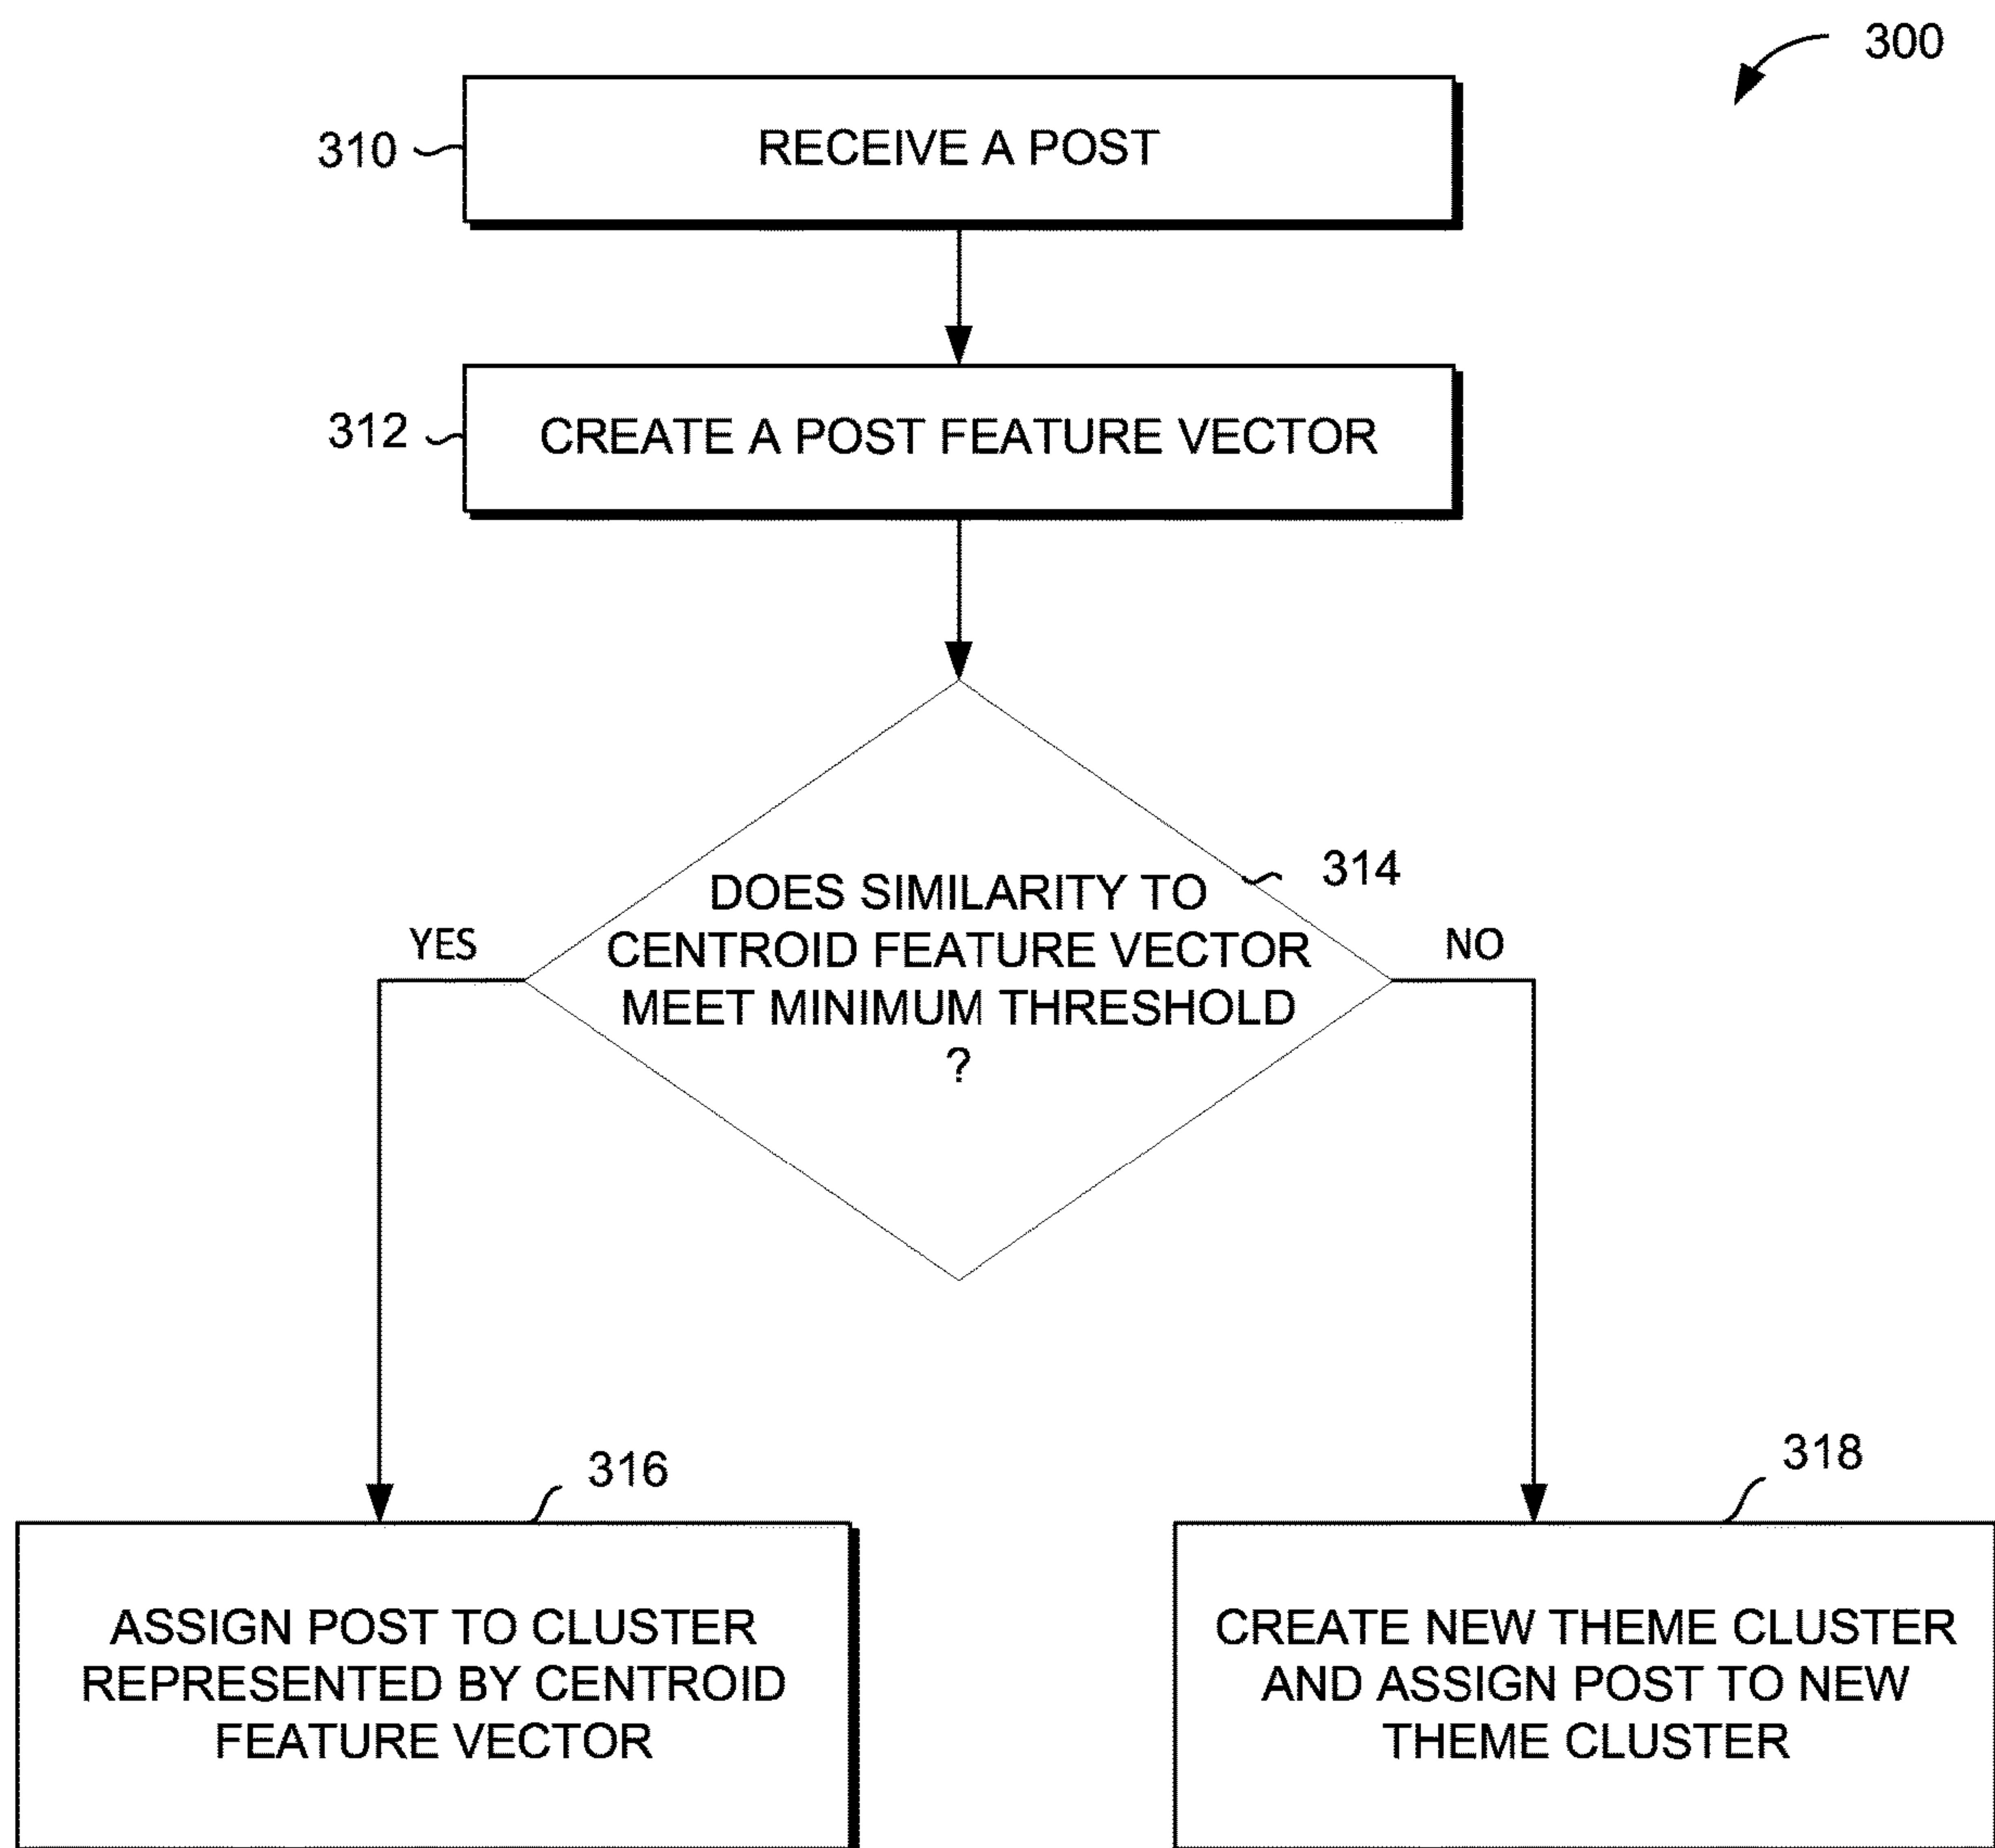 300
310
RECEIVE A POST
312
CREATE A POST FEATURE VECTOR
314
DOES SIMILARITY TO
CENTROID FEATURE VECTOR
MEET MINIMUM THRESHOLD
?
YES
NO
316
318
ASSIGN POST TO CLUSTER
REPRESENTED BY CENTROID
FEATURE VECTOR
CREATE NEW THEME CLUSTER
AND ASSIGN POST TO NEW
THEME CLUSTER